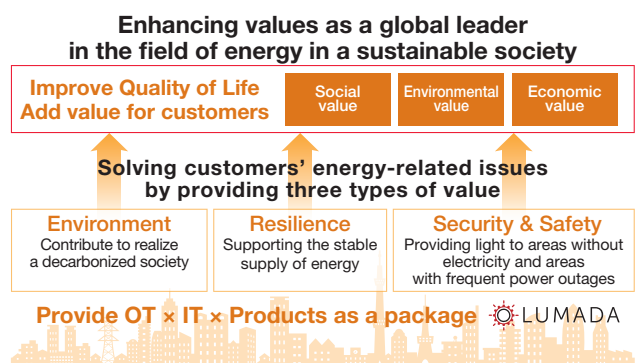 Enhancing values as a global leader
in the field of energy in a sustainable society
Improve Quality of Life
Add value for customers
Social
value
Environmental
value
Economic
value
Solving customers' energy-related issues
by providing three types of value
Environment
Contribute to realize
a decarbonized society
Resilience
Supporting the stable
supply of energy
Security & Safety
Providing light to areas without
electricity and areas
with frequent power outages
Provide OT × IT × Products as a package
LUMADA